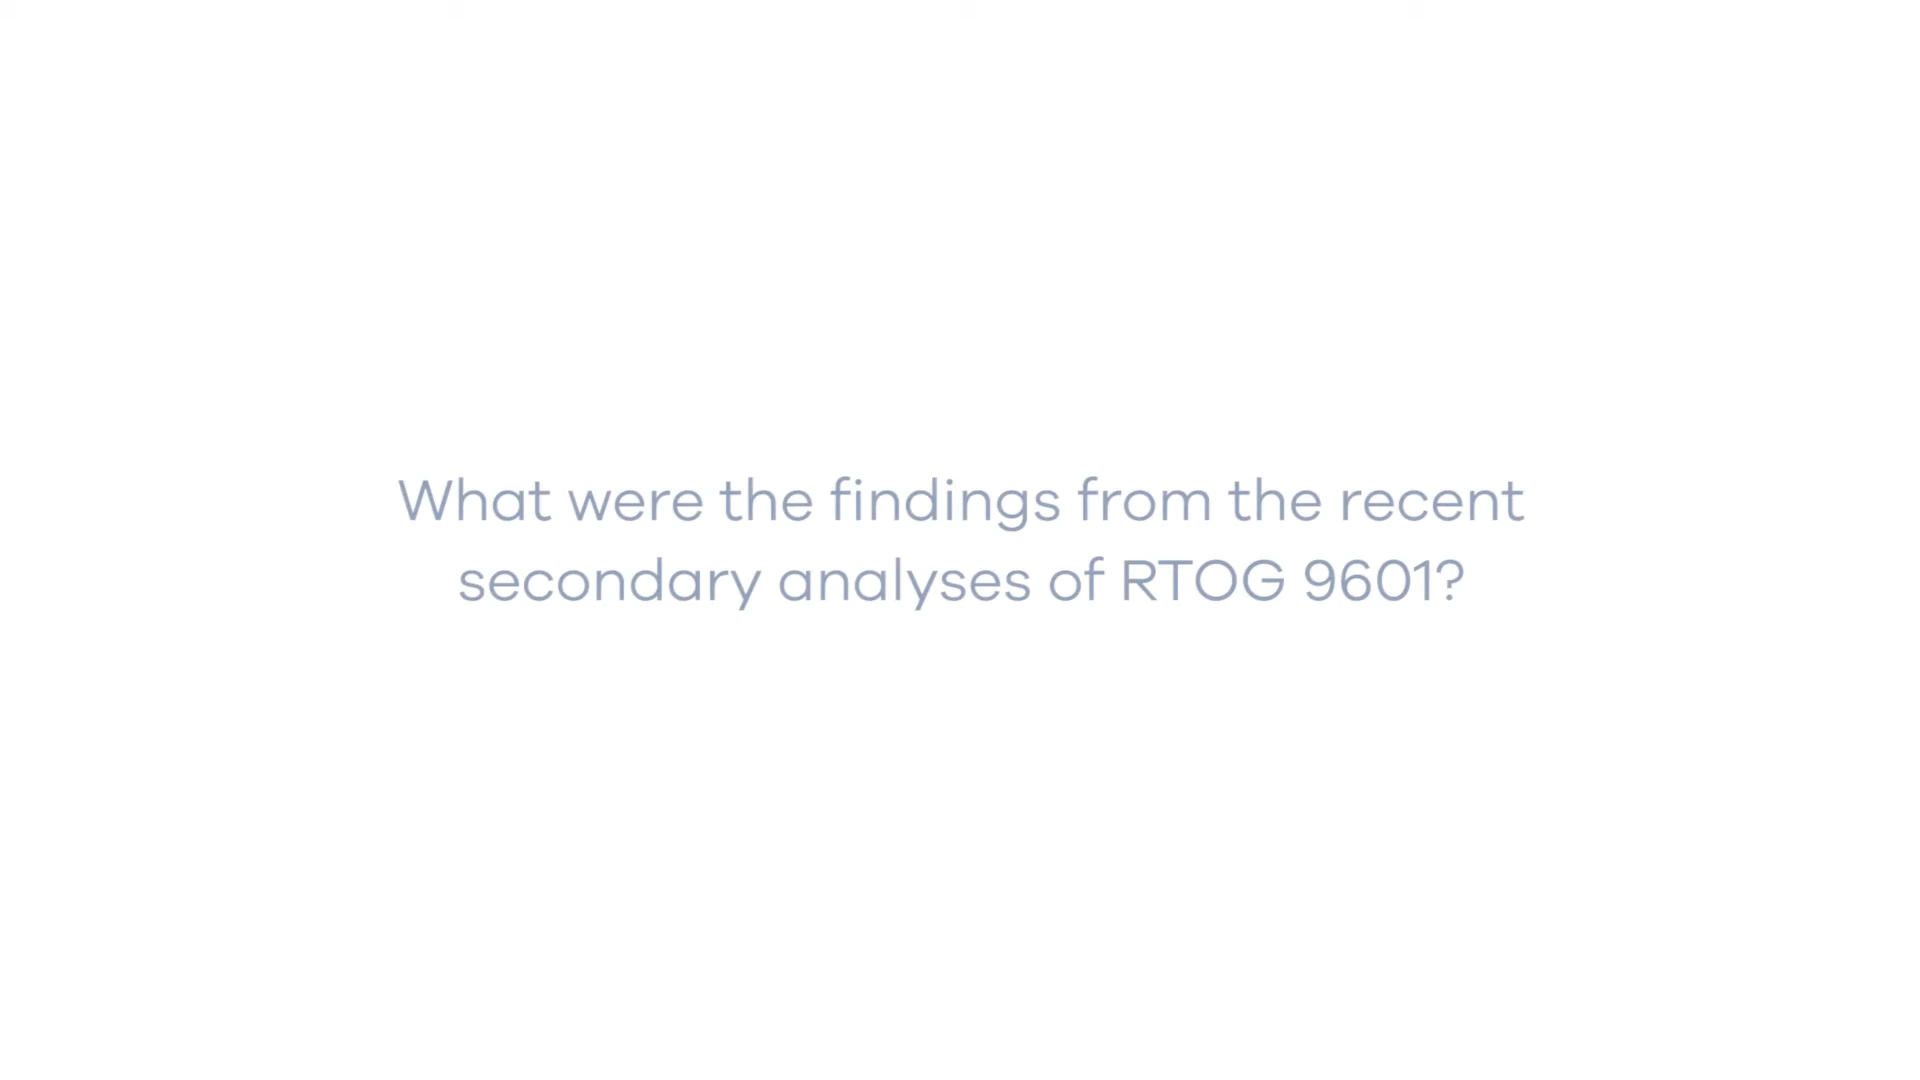 What were the findings from the recent
secondary analyses of RTOG 9601?